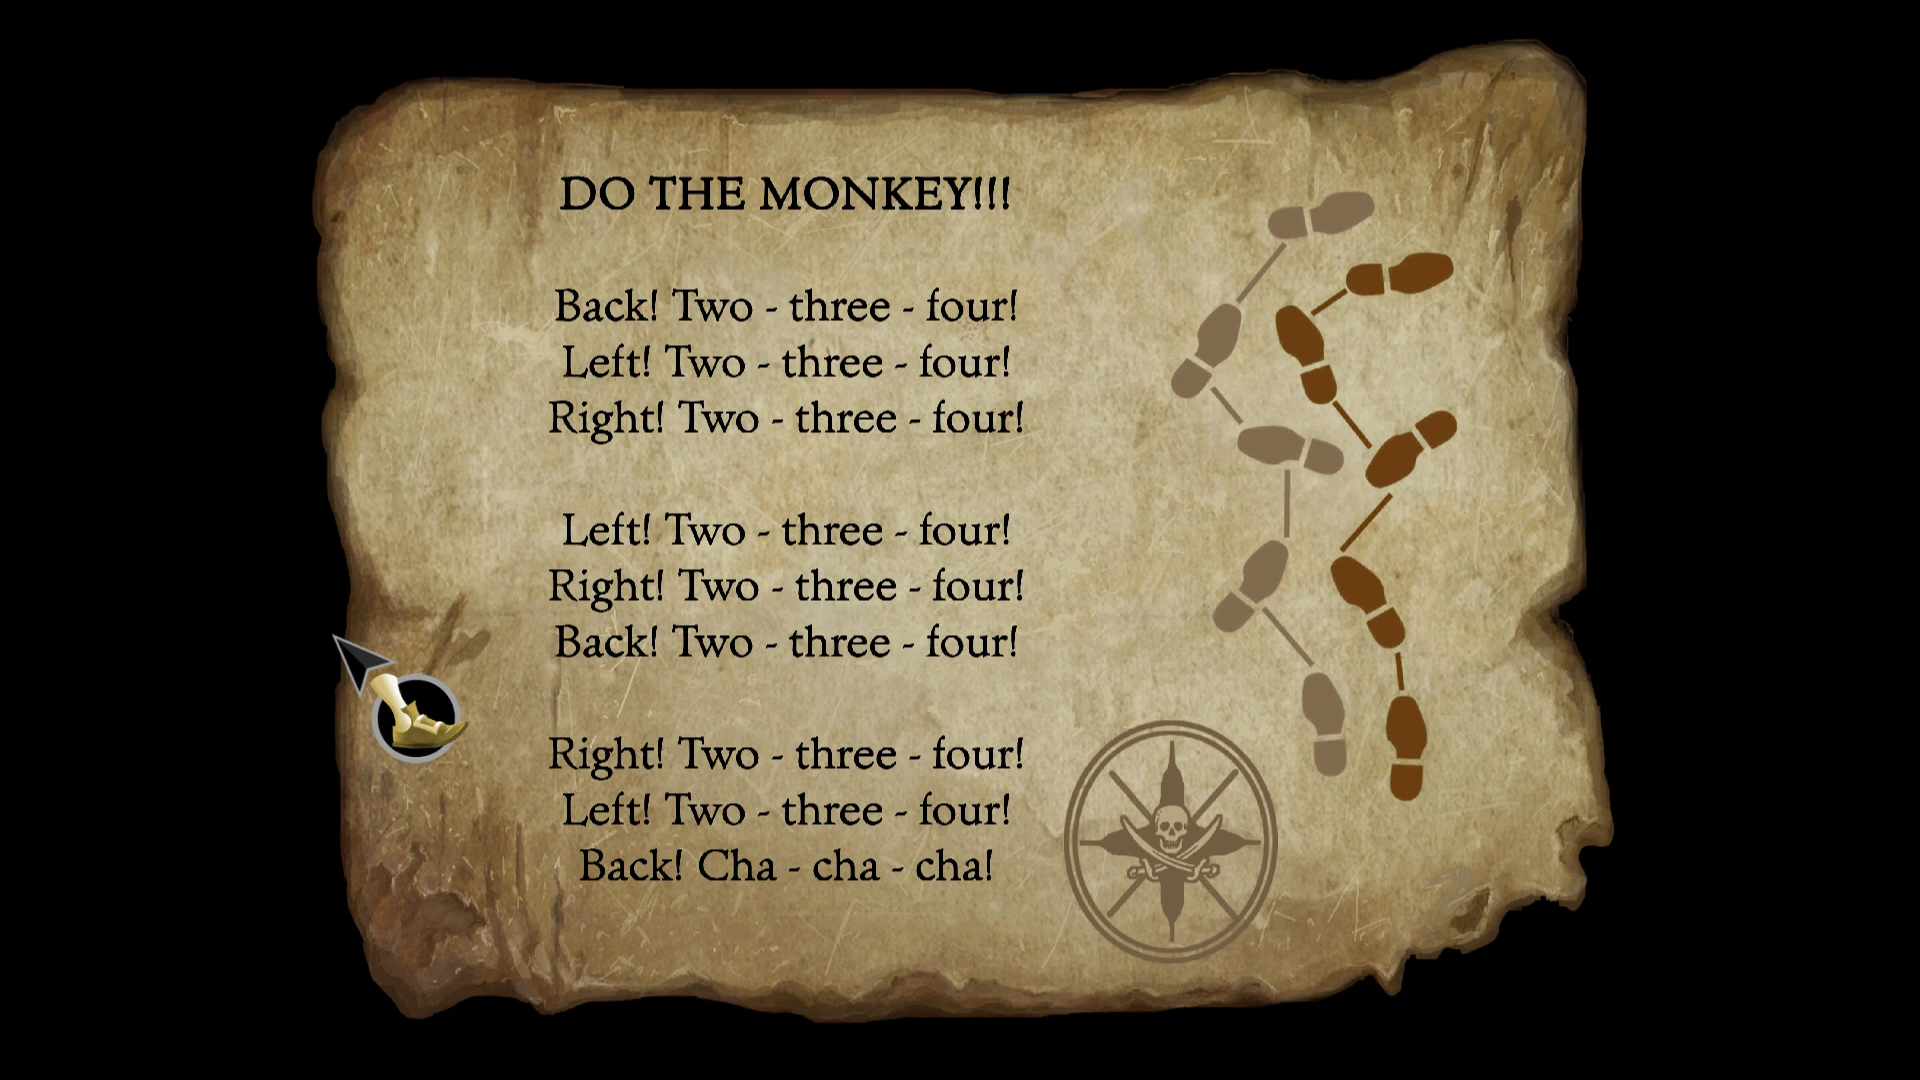 DO THE MONKEY!!!
Back! Two - three - four!
Left! Two - three - four!
Right! Two - three - four!
Left! Two - three - four!
Right! Two - three - four!
Back! Two - three - four!
Right! Two - three - four!
Left! Two - three - four!
Back! Cha - cha - cha!